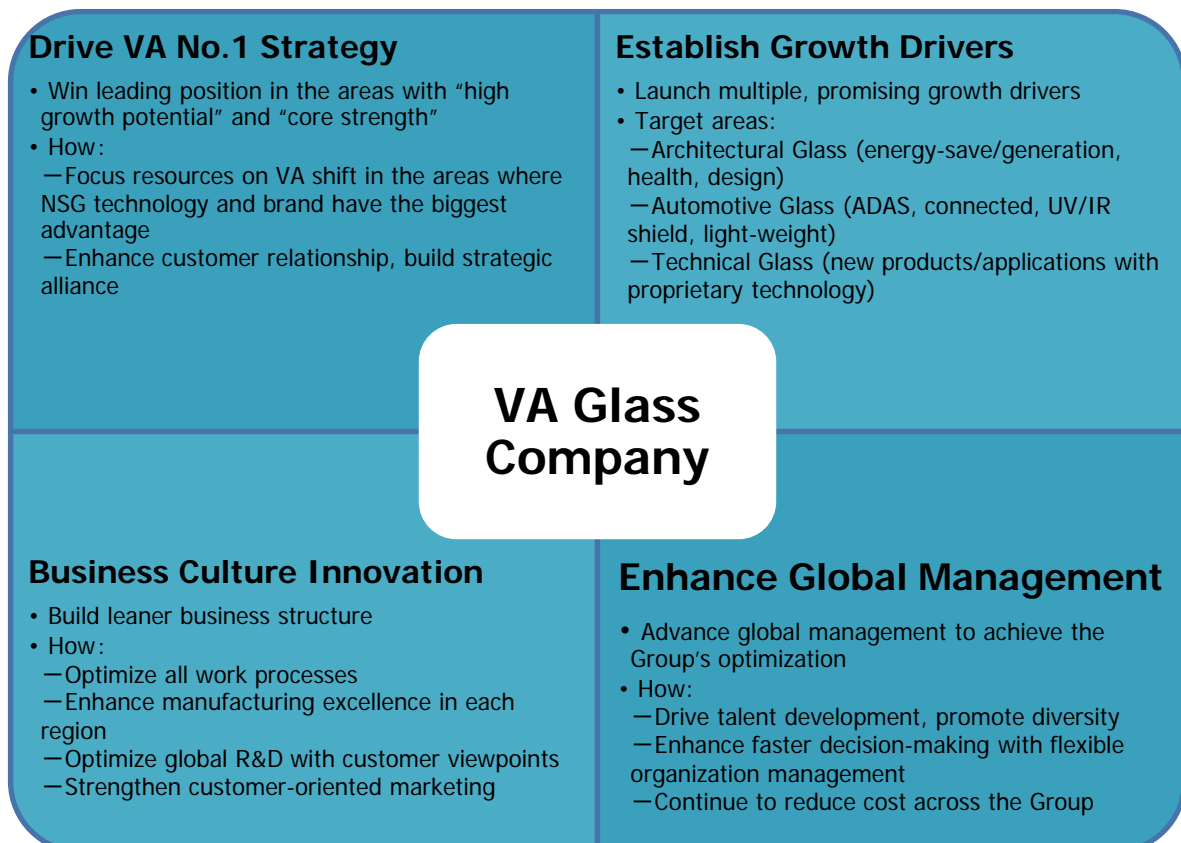 Drive VA No.1 Strategy
• Win leading position in the areas with “high
growth potential” and “core strength”
• How:
－Focus resources on VA shift in the areas where
NSG technology and brand have the biggest
advantage
－Enhance customer relationship, build strategic
alliance
Establish Growth Drivers
• Launch multiple, promising growth drivers
• Target areas:
－Architectural Glass (energy-save/generation,
health, design)
－Automotive Glass (ADAS, connected, UV/IR
shield, light-weight)
－Technical Glass (new products/applications with
proprietary technology)
VA Glass
Company
Business Culture Innovation
• Build leaner business structure
• How:
－Optimize all work processes
－Enhance manufacturing excellence in each
region
－Optimize global R&D with customer viewpoints
－Strengthen customer-oriented marketing
Enhance Global Management
• Advance global management to achieve the
Group’s optimization
• How:
－Drive talent development, promote diversity
－Enhance faster decision-making with flexible
organization management
－Continue to reduce cost across the Group